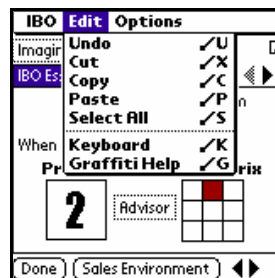 IBO Edit Options
Imagin
Undo /U
Cut /X
IBO Es
Copy /C
Paste /P
n
Select All /S
When
Keyboard /K
Graffiti Help /G
Pr
rix
2
Advisor
Done
Sales Environment